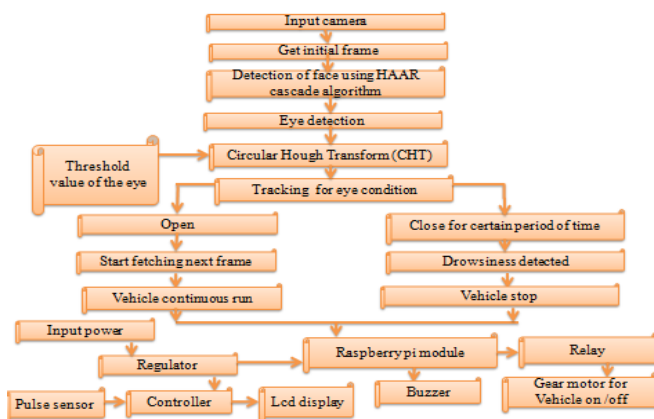 Input camera
Get initial frame
Detection of face using HAAR
cascade algorithm
Eye detection
Threshold
value of the eye
Circular Hough Transform (CHT)
Tracking for eye condition
Open
Close for certain period of time
Start fetching next frame
Drowsiness detected
Vehicle continuous run
Vehicle stop
Input power
Regulator
Raspberry pi module
Relay
Pulse sensor
Controller
Lcd display
Buzzer
Gear motor for
Vehicle on /off